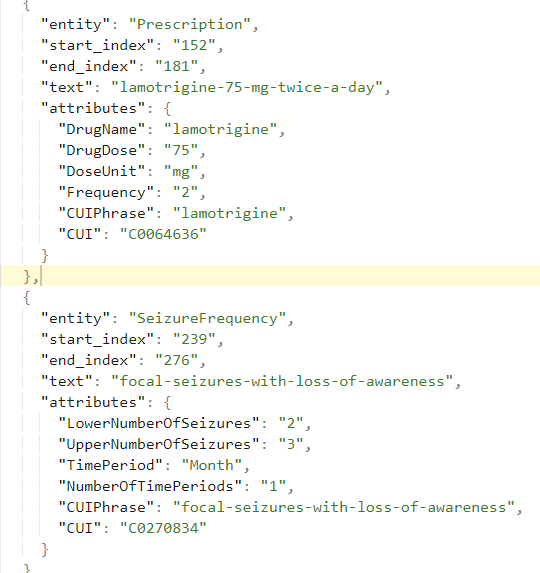 {
"entity": "Prescription",
"start_index": "152",
"end_index": "181",
"text": "lamotrigine-75-mg-twice-a-day",
"attributes": {
"DrugName": "lamotrigine",
"DrugDose": "75",
"DoseUnit": "mg",
"Frequency": "2",
"CUIPhrase": "lamotrigine",
"CUI": "C0064636"
}
},
{
"entity": "SeizureFrequency",
"start_index": "239",
"end_index": "276",
"text": "focal-seizures-with-loss-of-awareness",
"attributes": {
"LowerNumberOfSeizures": "2",
"UpperNumberOfSeizures": "3",
"TimePeriod": "Month",
"NumberOfTimePeriods": "1",
"CUIPhrase": "focal-seizures-with-loss-of-awareness",
"CUI": "C0270834"
}
}